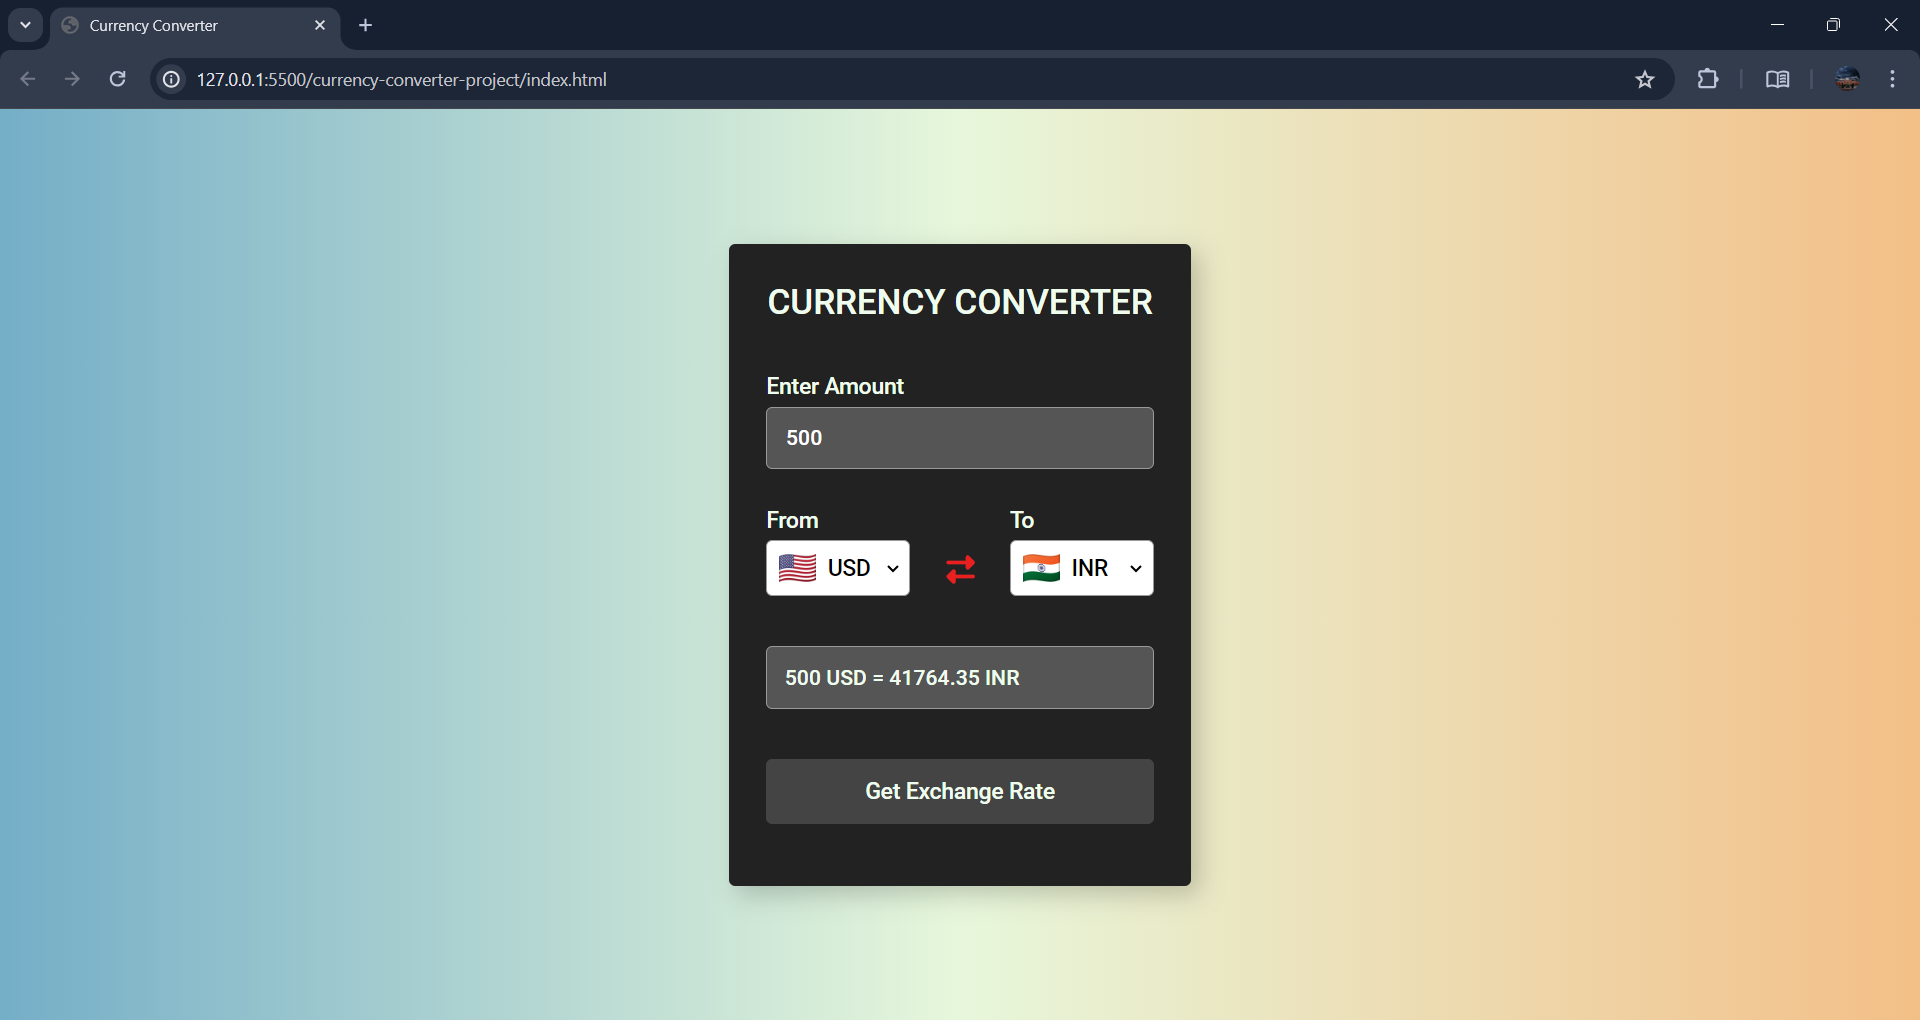 Currency Converter
127.0.0.1:5500/currency-converter-project/index.html
CURRENCY CONVERTER
Enter Amount
500
From To
USD INR
500 USD = 41764.35 INR
Get Exchange Rate